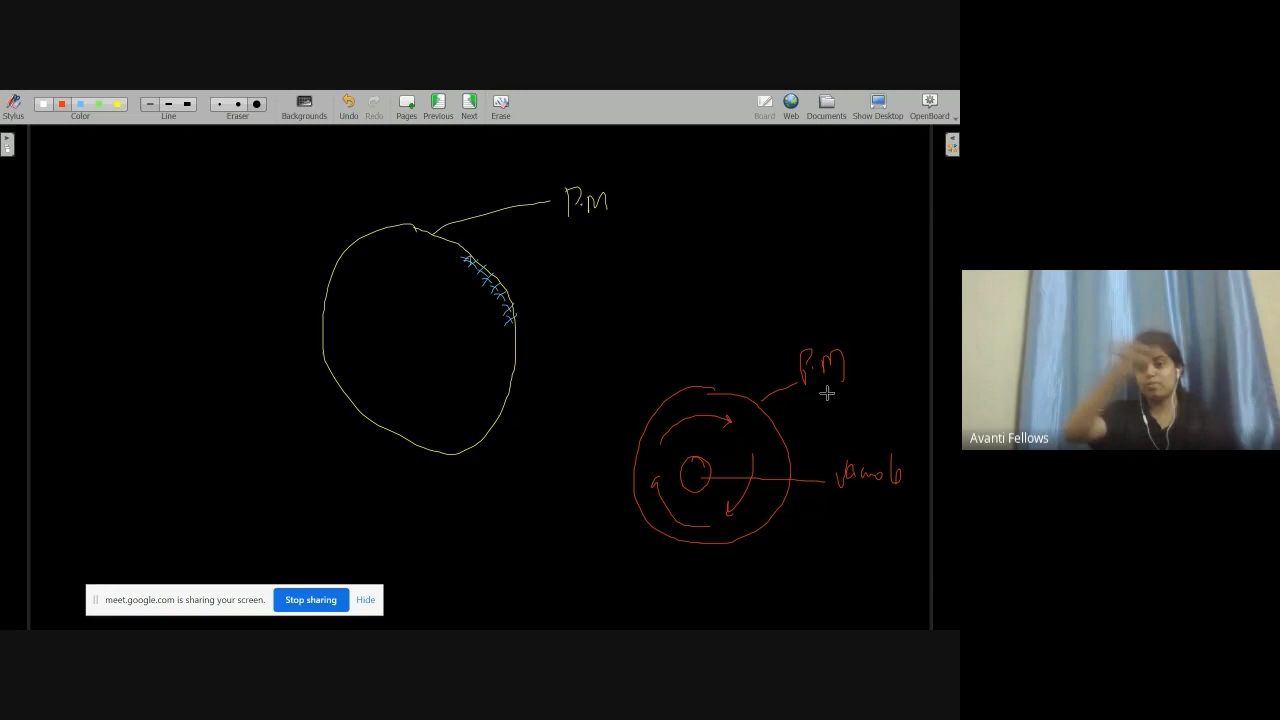 Stylus
Color
Line
Eraser
Backgrounds
Undo
Redo
Pages
Previous
Next
Erase
Board
Web
Documents
Show Desktop
OpenBoard
P.M
P.M
Avanti Fellows
meet.google.com is sharing your screen.
Stop sharing
Hide